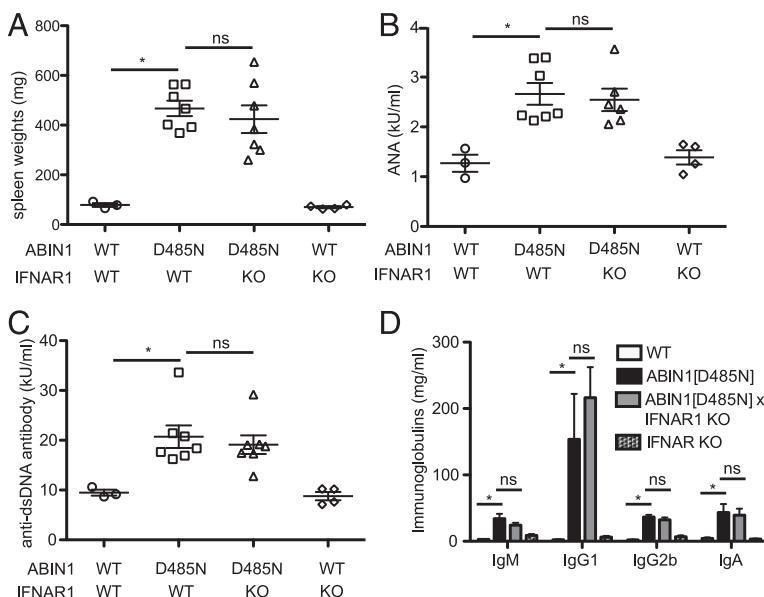 A
spleen weights (mg)
800
600
400
200
0
*
ns
ABIN1 WT D485N D485N WT
IFNAR1 WT WT KO KO
B
ANA (kU/ml)
4
3
2
1
0
*
ns
ABIN1 WT D485N D485N WT
IFNAR1 WT WT KO KO
C
anti-dsDNA antibody (kU/ml)
40
30
20
10
0
*
ns
ABIN1 WT D485N D485N WT
IFNAR1 WT WT KO KO
D
Immunoglobulins (mg/ml)
300
200
100
0
WT
ABIN1[D485N]
ABIN1[D485N] x
IFNAR1 KO
IFNAR KO
* ns
* ns
* ns
* ns
IgM IgG1 IgG2b IgA